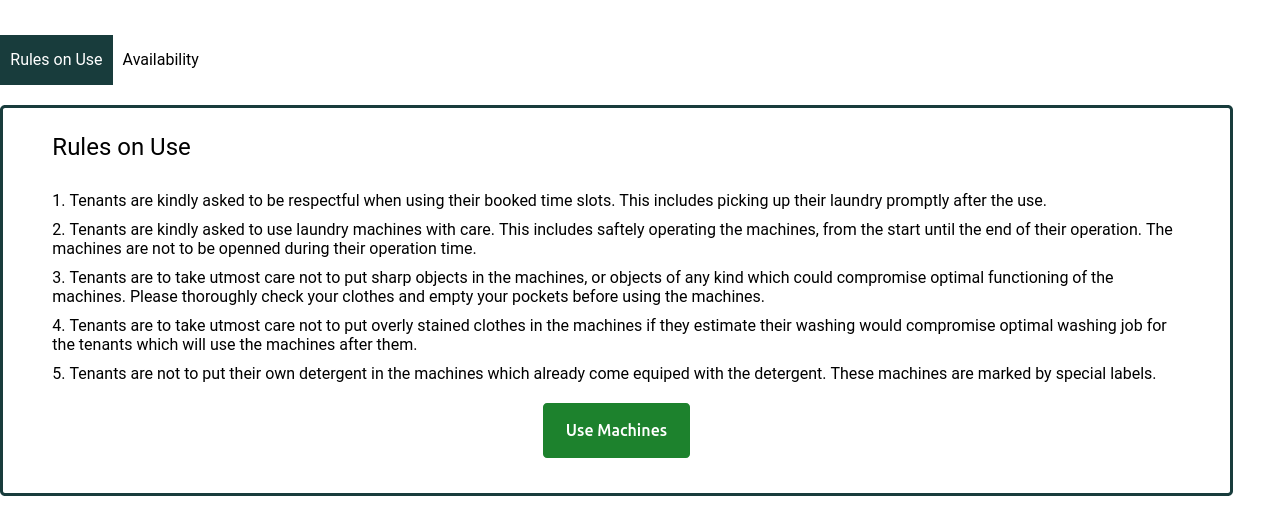 Rules on Use
Availability
Rules on Use
1. Tenants are kindly asked to be respectful when using their booked time slots. This includes picking up their laundry promptly after the use.
2. Tenants are kindly asked to use laundry machines with care. This includes saftely operating the machines, from the start until the end of their operation. The
machines are not to be openned during their operation time.
3. Tenants are to take utmost care not to put sharp objects in the machines, or objects of any kind which could compromise optimal functioning of the
machines. Please thoroughly check your clothes and empty your pockets before using the machines.
4. Tenants are to take utmost care not to put overly stained clothes in the machines if they estimate their washing would compromise optimal washing job for
the tenants which will use the machines after them.
5. Tenants are not to put their own detergent in the machines which already come equiped with the detergent. These machines are marked by special labels.
Use Machines